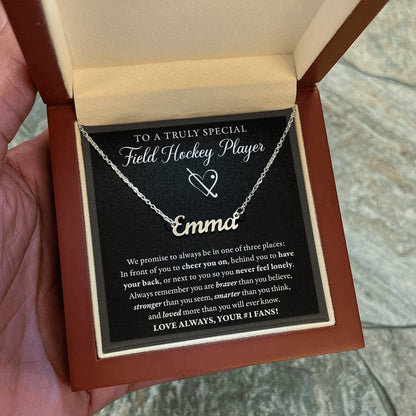 TO A TRULY SPECIAL
Field Hockey Player
Emma
We promise to always be in one of three places:
In front of you to cheer you on, behind you to have
your back, or next to you so you never feel lonely.
Always remember you are braver than you believe,
stronger than you seem, smarter than you think,
and loved more than you will ever know.
LOVE ALWAYS, YOUR #1 FANS!